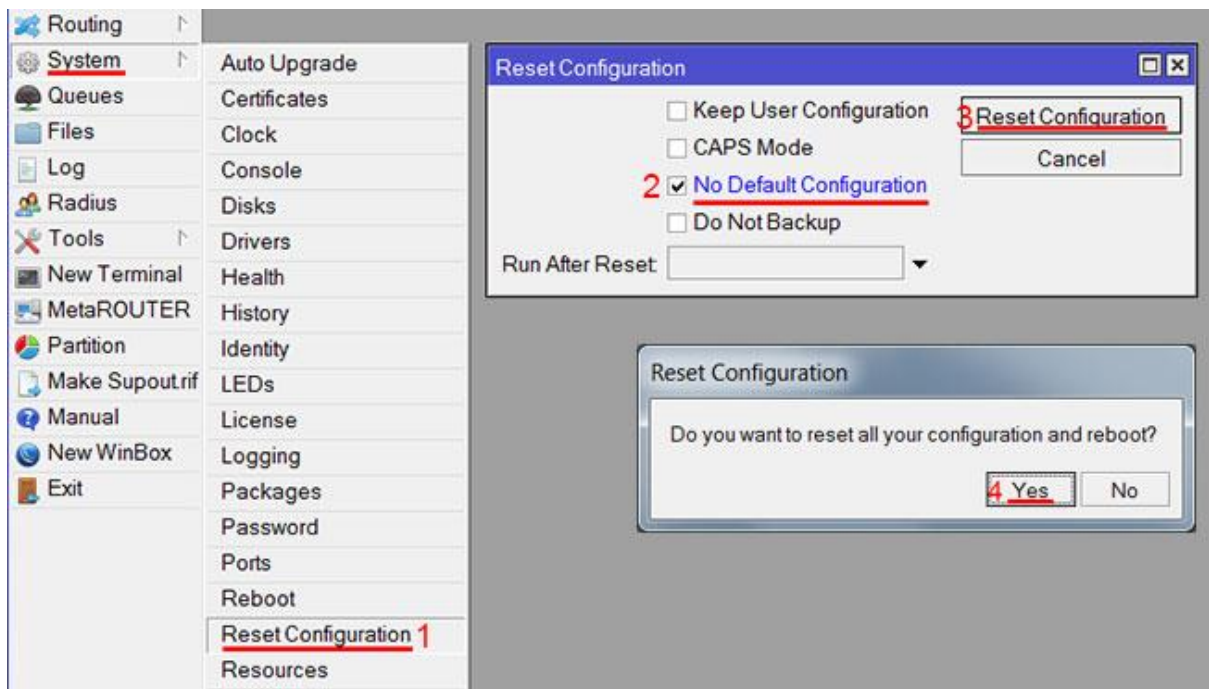 Routing
System
Queues
Files
Log
Radius
Tools
New Terminal
MetaROUTER
Partition
Make Supout.rif
Manual
New WinBox
Exit
Auto Upgrade
Certificates
Clock
Console
Disks
Drivers
Health
History
Identity
LEDs
License
Logging
Packages
Password
Ports
Reboot
Reset Configuration 1
Resources
Reset Configuration
Keep User Configuration
CAPS Mode
2 No Default Configuration
Do Not Backup
Run After Reset:
3 Reset Configuration
Cancel
Reset Configuration
Do you want to reset all your configuration and reboot?
4 Yes No